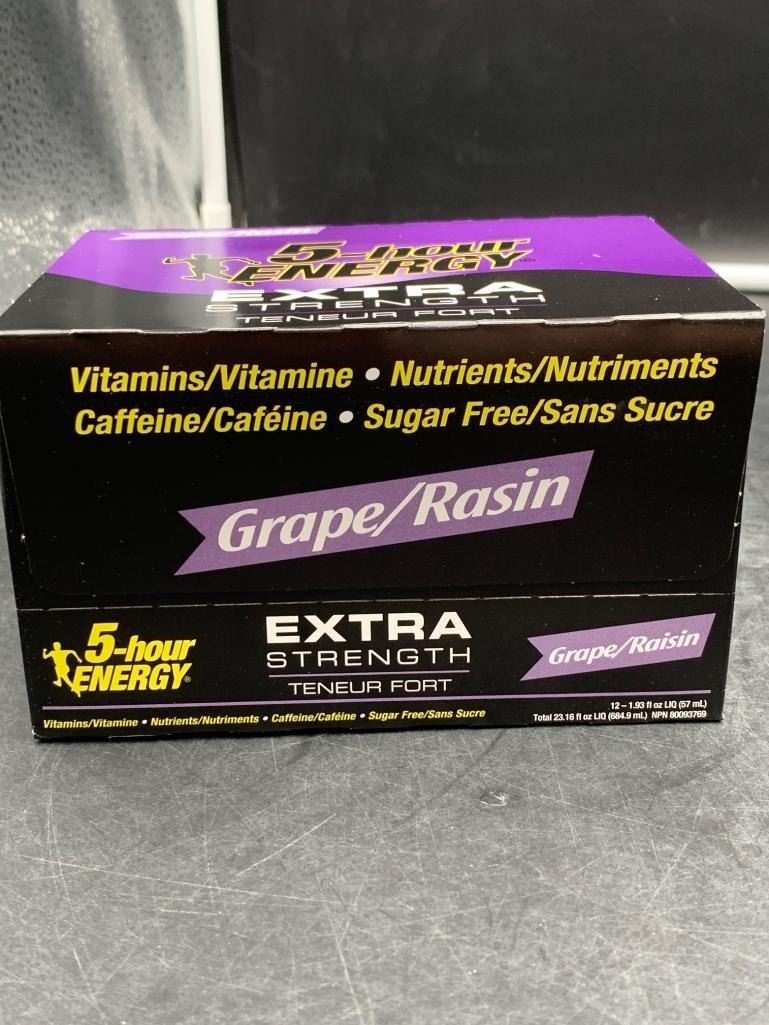 Grape/Rasin
5-hour
ENERGY®
EXTRA
STRENGTH
TENEUR FORT
Vitamins/Vitamine • Nutrients/Nutriments
Caffeine/Caféine • Sugar Free/Sans Sucre
Grape/Rasin
5-hour
ENERGY®
EXTRA
STRENGTH
TENEUR FORT
Grape/Raisin
Vitamins/Vitamine • Nutrients/Nutriments • Caffeine/Caféine • Sugar Free/Sans Sucre
12 – 1.93 fl oz LIQ (57 mL)
Total 23.16 fl oz LIQ (684.9 mL) NPN 80093769